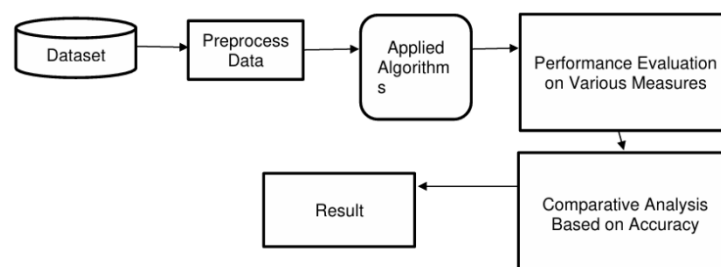 Dataset
Preprocess
Data
Applied
Algorithm
s
Performance Evaluation
on Various Measures
Comparative Analysis
Based on Accuracy
Result